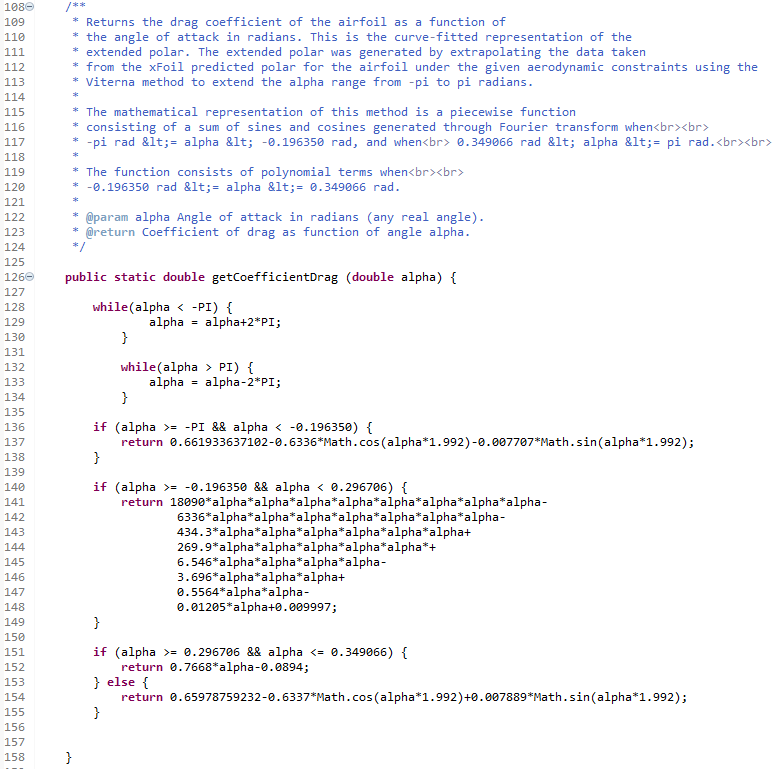 108 /**
109 * Returns the drag coefficient of the airfoil as a function of
110 * the angle of attack in radians. This is the curve-fitted representation of the
111 * extended polar. The extended polar was generated by extrapolating the data taken
112 * from the xFoil predicted polar for the airfoil under the given aerodynamic constraints using the
113 * Viterna method to extend the alpha range from -pi to pi radians.
114 *
115 * The mathematical representation of this method is a piecewise function
116 * consisting of a sum of sines and cosines generated through Fourier transform when<br><br>
117 * -pi rad &lt;= alpha &lt; -0.196350 rad, and when<br> 0.349066 rad &lt; alpha &lt;= pi rad.<br><br>
118 *
119 * The function consists of polynomial terms when<br><br>
120 * -0.196350 rad &lt;= alpha &lt;= 0.349066 rad.
121 *
122 * @param alpha Angle of attack in radians (any real angle).
123 * @return Coefficient of drag as function of angle alpha.
124 */
125
126 public static double getCoefficientDrag (double alpha) {
127
128 while(alpha < -PI) {
129 alpha = alpha+2*PI;
130 }
131
132 while(alpha > PI) {
133 alpha = alpha-2*PI;
134 }
135
136 if (alpha >= -PI && alpha < -0.196350) {
137 return 0.661933637102-0.6336*Math.cos(alpha*1.992)-0.007707*Math.sin(alpha*1.992);
138 }
139
140 if (alpha >= -0.196350 && alpha < 0.296706) {
141 return 18090*alpha*alpha*alpha*alpha*alpha*alpha*alpha*alpha-
142 6336*alpha*alpha*alpha*alpha*alpha*alpha*alpha-
143 434.3*alpha*alpha*alpha*alpha*alpha*alpha+
144 269.9*alpha*alpha*alpha*alpha*alpha*+
145 6.546*alpha*alpha*alpha*alpha-
146 3.696*alpha*alpha*alpha+
147 0.5564*alpha*alpha-
148 0.01205*alpha+0.009997;
149 }
150
151 if (alpha >= 0.296706 && alpha <= 0.349066) {
152 return 0.7668*alpha-0.0894;
153 } else {
154 return 0.65978759232-0.6337*Math.cos(alpha*1.992)+0.007889*Math.sin(alpha*1.992);
155 }
156
157
158 }